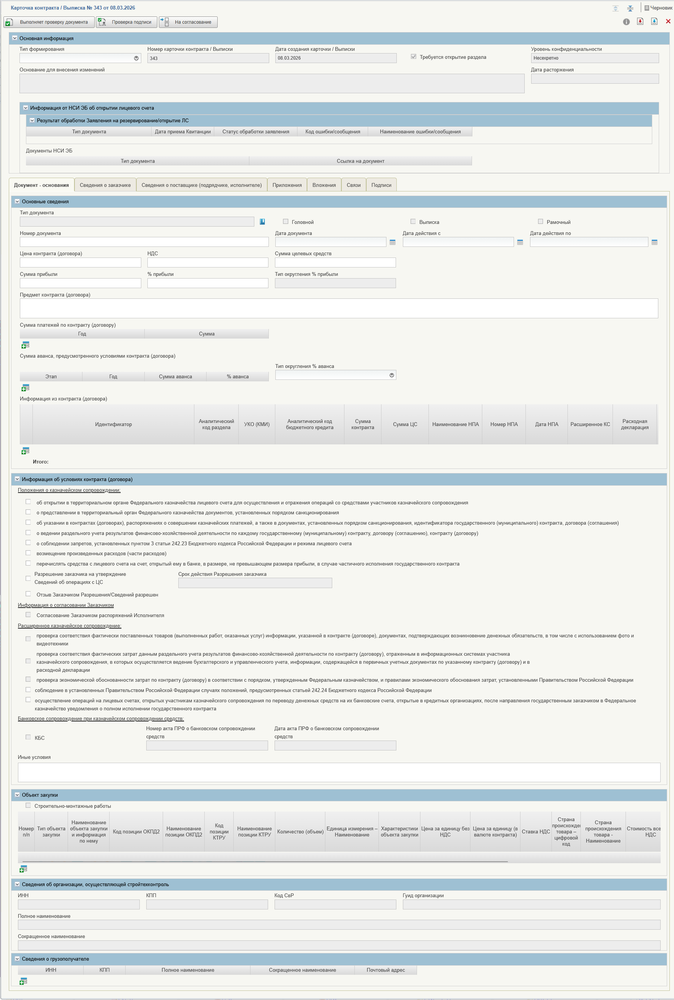 Карточка контракта / Выписка № 343 от 08.03.2026
Черновик
Выполняет проверку документа
Проверка подписи
На согласование
Основная информация
Тип формирования
Номер карточки контракта / Выписки
Дата создания карточки / Выписки
Требуется открытие раздела
Уровень конфиденциальности
343
08.03.2026
Несекретно
Основание для внесения изменений
Дата расторжения
Информация от НСИ ЭБ об открытии лицевого счета
Результат обработки Заявления на резервирование/открытие ЛС
Тип документа
Дата приема Квитанции
Статус обработки заявления
Код ошибки/сообщения
Наименование ошибки/сообщения
Документы НСИ ЭБ
Тип документа
Ссылка на документ
Документ - основания
Сведения о заказчике
Сведения о поставщике (подрядчике, исполнителе)
Приложения
Вложения
Связи
Подписи
Основные сведения
Тип документа
Головной
Выписка
Рамочный
Номер документа
Дата документа
Дата действия с
Дата действия по
Цена контракта (договора)
НДС
Сумма целевых средств
Сумма прибыли
% прибыли
Тип округления % прибыли
Предмет контракта (договора)
Сумма платежей по контракту (договору)
Год
Сумма
Сумма аванса, предусмотренного условиями контракта (договора)
Тип округления % аванса
Этап
Год
Сумма аванса
% аванса
Информация из контракта (договора)
Идентификатор
Аналитический
код раздела
УКО (КМИ)
Аналитический код
бюджетного кредита
Сумма
контракта
Сумма ЦС
Наименование НПА
Номер НПА
Дата НПА
Расширенное КС
Расходная
декларация
Итого:
Информация об условиях контракта (договора)
Положения о казначейском сопровождении:
об открытии в территориальном органе Федерального казначейства лицевого счета для осуществления и отражения операций со средствами участников казначейского сопровождения
о представлении в территориальный орган Федерального казначейства документов, установленных порядком санкционирования
об указании в контрактах (договорах), распоряжениях о совершении казначейских платежей, а также в документах, установленных порядком санкционирования, идентификатора государственного (муниципального) контракта, договора (соглашения)
о ведении раздельного учета результатов финансово-хозяйственной деятельности по каждому государственному (муниципальному) контракту, договору (соглашению), контракту (договору)
о соблюдении запретов, установленных пунктом 3 статьи 242.23 Бюджетного кодекса Российской Федерации и режима лицевого счета
возмещение произведенных расходов (части расходов)
перечислять средства с лицевого счета на счет, открытый ему в банке, в размере, не превышающем размера прибыли, в случае частичного исполнения государственного контракта
Разрешение заказчика на утверждение
Сведений об операциях с ЦС
Срок действия Разрешения заказчика
Отзыв Заказчиком Разрешения/Сведений разрешен
Информация о согласовании Заказчиком
Согласование Заказчиком распоряжений Исполнителя
Расширенное казначейское сопровождение:
проверка соответствия фактически поставленных товаров (выполненных работ, оказанных услуг) информации, указанной в контракте (договоре), документах, подтверждающих возникновение денежных обязательств, в том числе с использованием фото и
видеотехники
проверка соответствия фактических затрат данным раздельного учета результатов финансово-хозяйственной деятельности по контракту (договору), отраженным в информационных системах участника
казначейского сопровождения, в которых осуществляется ведение бухгалтерского и управленческого учета, информации, содержащейся в первичных учетных документах по указанному контракту (договору) и в
расходной декларации
проверка экономической обоснованности затрат по контракту (договору) в соответствии с порядком, утвержденным Федеральным казначейством, и правилами экономического обоснования затрат, установленными Правительством Российской Федерации
соблюдение в установленных Правительством Российской Федерации случаях положений, предусмотренных статьей 242.24 Бюджетного кодекса Российской Федерации
осуществление операций на лицевых счетах, открытых участникам казначейского сопровождения по переводу денежных средств на их банковские счета, открытые в кредитных организациях, после направления государственным заказчиком в Федеральное
казначейство уведомления о полном исполнении государственного контракта
Банковское сопровождение при казначейском сопровождении средств:
КБС
Номер акта ПРФ о банковском сопровождении
средств
Дата акта ПРФ о банковском сопровождении
средств
Иные условия
Объект закупки
Строительно-монтажные работы
Номер
п/п
Тип объекта
закупки
Наименование
объекта закупки
и информация
по нему
Код позиции ОКПД2
Наименование
позиции ОКПД2
Код
позиции
КТРУ
Наименование
позиции КТРУ
Количество (объем)
Единица измерения –
Наименование
Характеристики
объекта закупки
Цена за единицу без
НДС
Цена за единицу (в
валюте контракта)
Ставка НДС
Страна
происхожде
товара –
цифровой
код
Страна
происхождения
товара -
Наименование
Стоимость все
НДС
Сведения об организации, осуществляющей стройтехконтроль
ИНН
КПП
Код СвР
Гуид организации
Полное наименование
Сокращенное наименование
Сведения о грузополучателе
ИНН
КПП
Полное наименование
Сокращенное наименование
Почтовый адрес